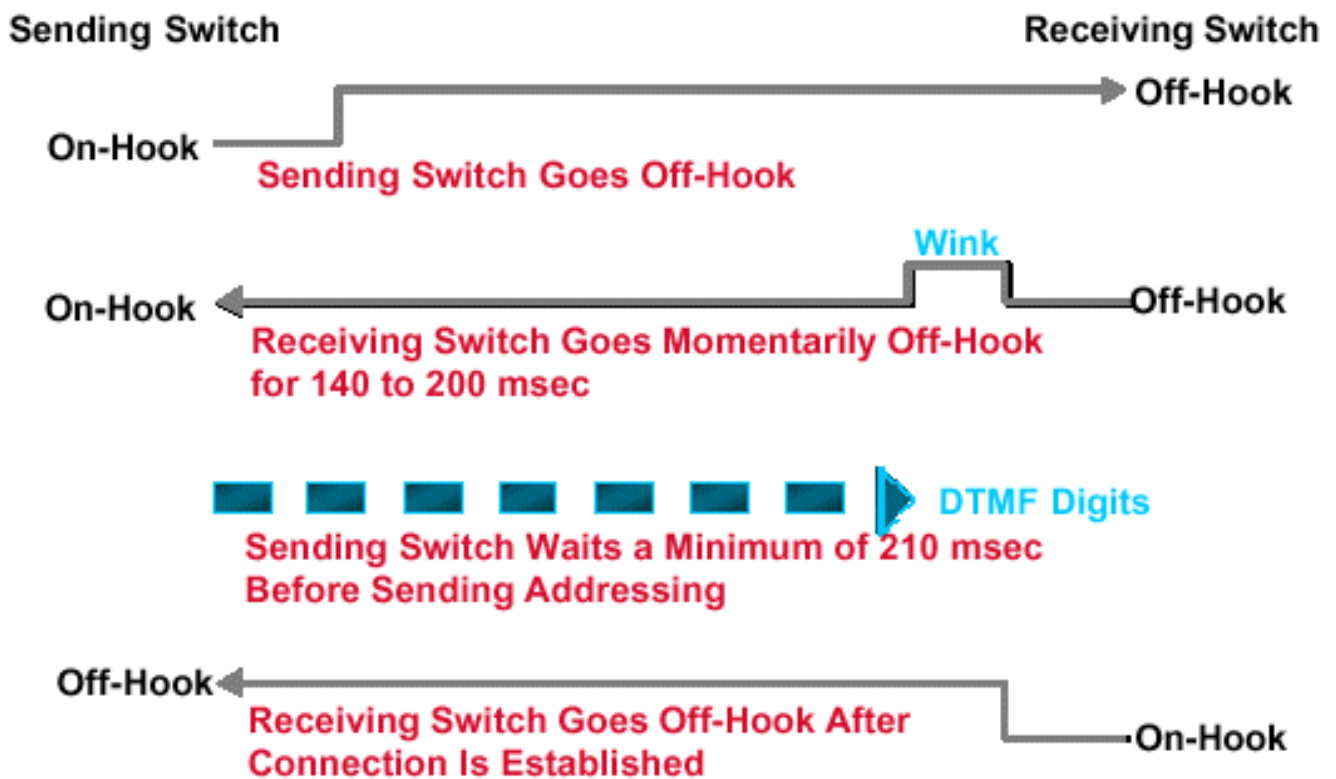 Sending Switch
Receiving Switch
Off-Hook
On-Hook
Sending Switch Goes Off-Hook
Wink
On-Hook
Off-Hook
Receiving Switch Goes Momentarily Off-Hook
for 140 to 200 msec
DTMF Digits
Sending Switch Waits a Minimum of 210 msec
Before Sending Addressing
Off-Hook
Receiving Switch Goes Off-Hook After
Connection Is Established
On-Hook